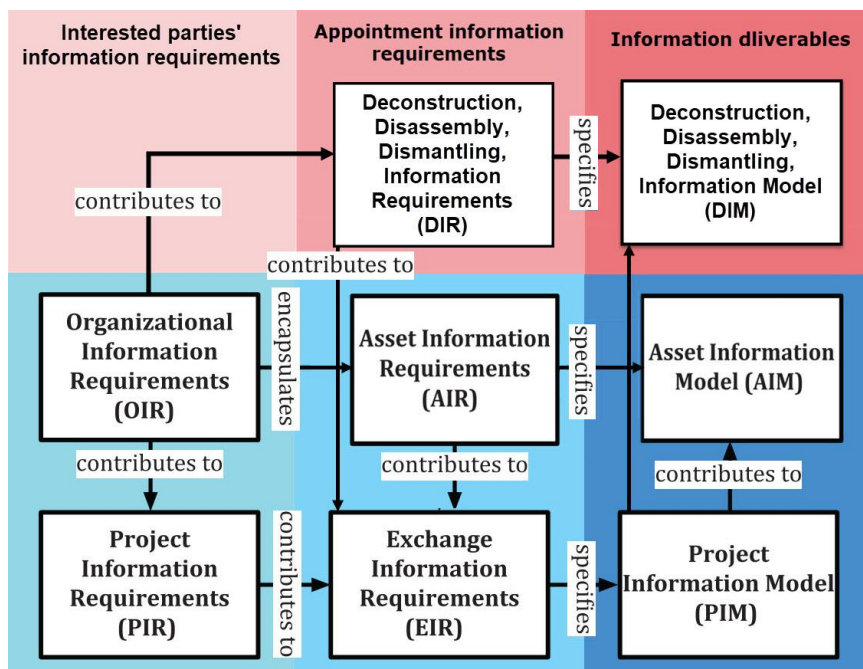 Interested parties'
information requirements
Appointment information
requirements
Information dliverables
Deconstruction,
Disassembly,
Dismantling,
Information
Requirements
(DIR)
specifies
Deconstruction,
Disassembly,
Dismantling,
Information Model
(DIM)
contributes to
contributes to
Organizational
Information
Requirements
(OIR)
encapsulates
Asset Information
Requirements
(AIR)
specifies
Asset Information
Model (AIM)
contributes to
contributes to
contributes to
Project
Information
Requirements
(PIR)
contributes to
Exchange
Information
Requirements
(EIR)
specifies
Project
Information Model
(PIM)